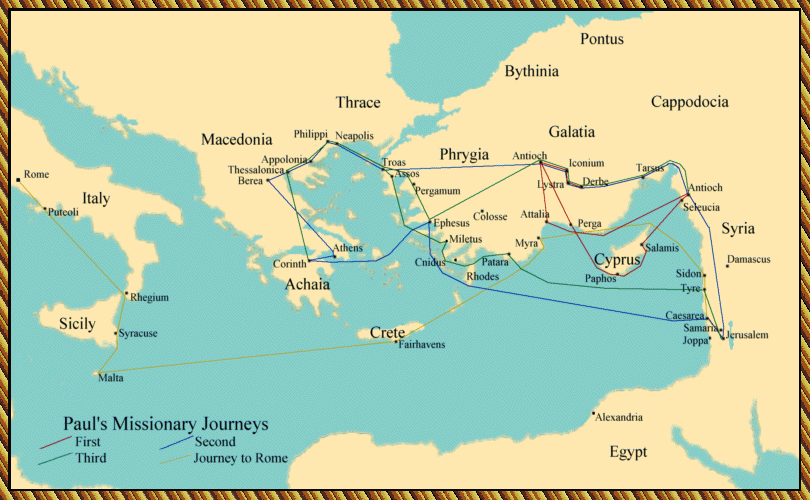 Pontus
Bythinia
Cappodocia
Thrace
Macedonia
Philippi
Neapolis
Galatia
Phrygia
Appolonia
Thessalonica
Berea
Troas
Assos
Antioch
Iconium
Tarsus
Rome
Pergamum
Lystra
Derbe
Antioch
Italy
Puteoli
Ephesus
Colosse
Attalia
Perga
Seleucia
Syria
Miletus
Myra
Athens
Salamis
Corinth
Cnidus
Patara
Cyprus
Damascus
Achaia
Rhodes
Paphos
Sidon
Tyre
Rhegium
Sicily
Syracuse
Crete
Fairhavens
Caesarea
Samaria
Joppa
Jerusalem
Malta
Alexandria
Egypt
Paul's Missionary Journeys
First
Second
Third
Journey to Rome